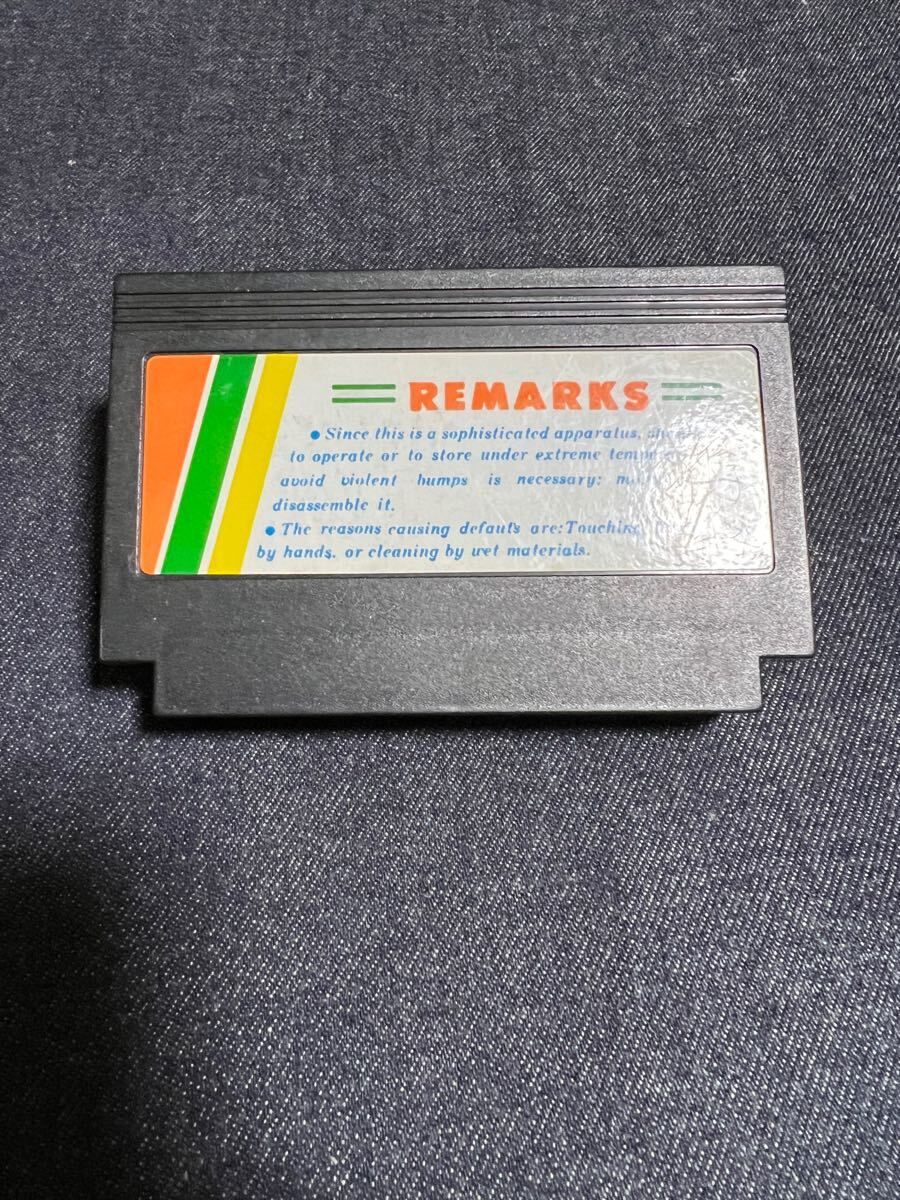 REMARKS
● Since this is a sophisticated apparatus,
to operate or to store under extreme
avoid violent humps is necessary;
disassemble it.
● The reasons causing defauts are: Touching
by hands, or cleaning by wet materials.